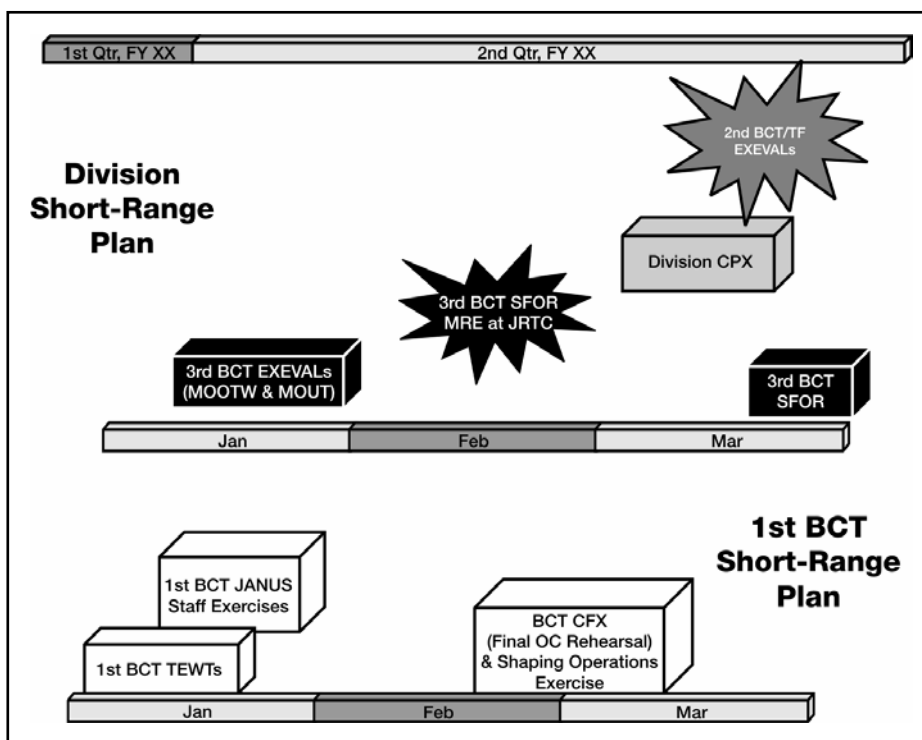 1st Qtr, FY XX
2nd Qtr, FY XX
2nd BCT/TF
EXEVALs
Division
Short-Range
Plan
Division CPX
3rd BCT SFOR
MRE at JRTC
3rd BCT EXEVALs
(MOOTW & MOUT)
3rd BCT
SFOR
Jan
Feb
Mar
1st BCT
Short-Range
Plan
1st BCT JANUS
Staff Exercises
BCT CFX
(Final OC Rehearsal)
& Shaping Operations
Exercise
1st BCT TEWTs
Jan
Feb
Mar